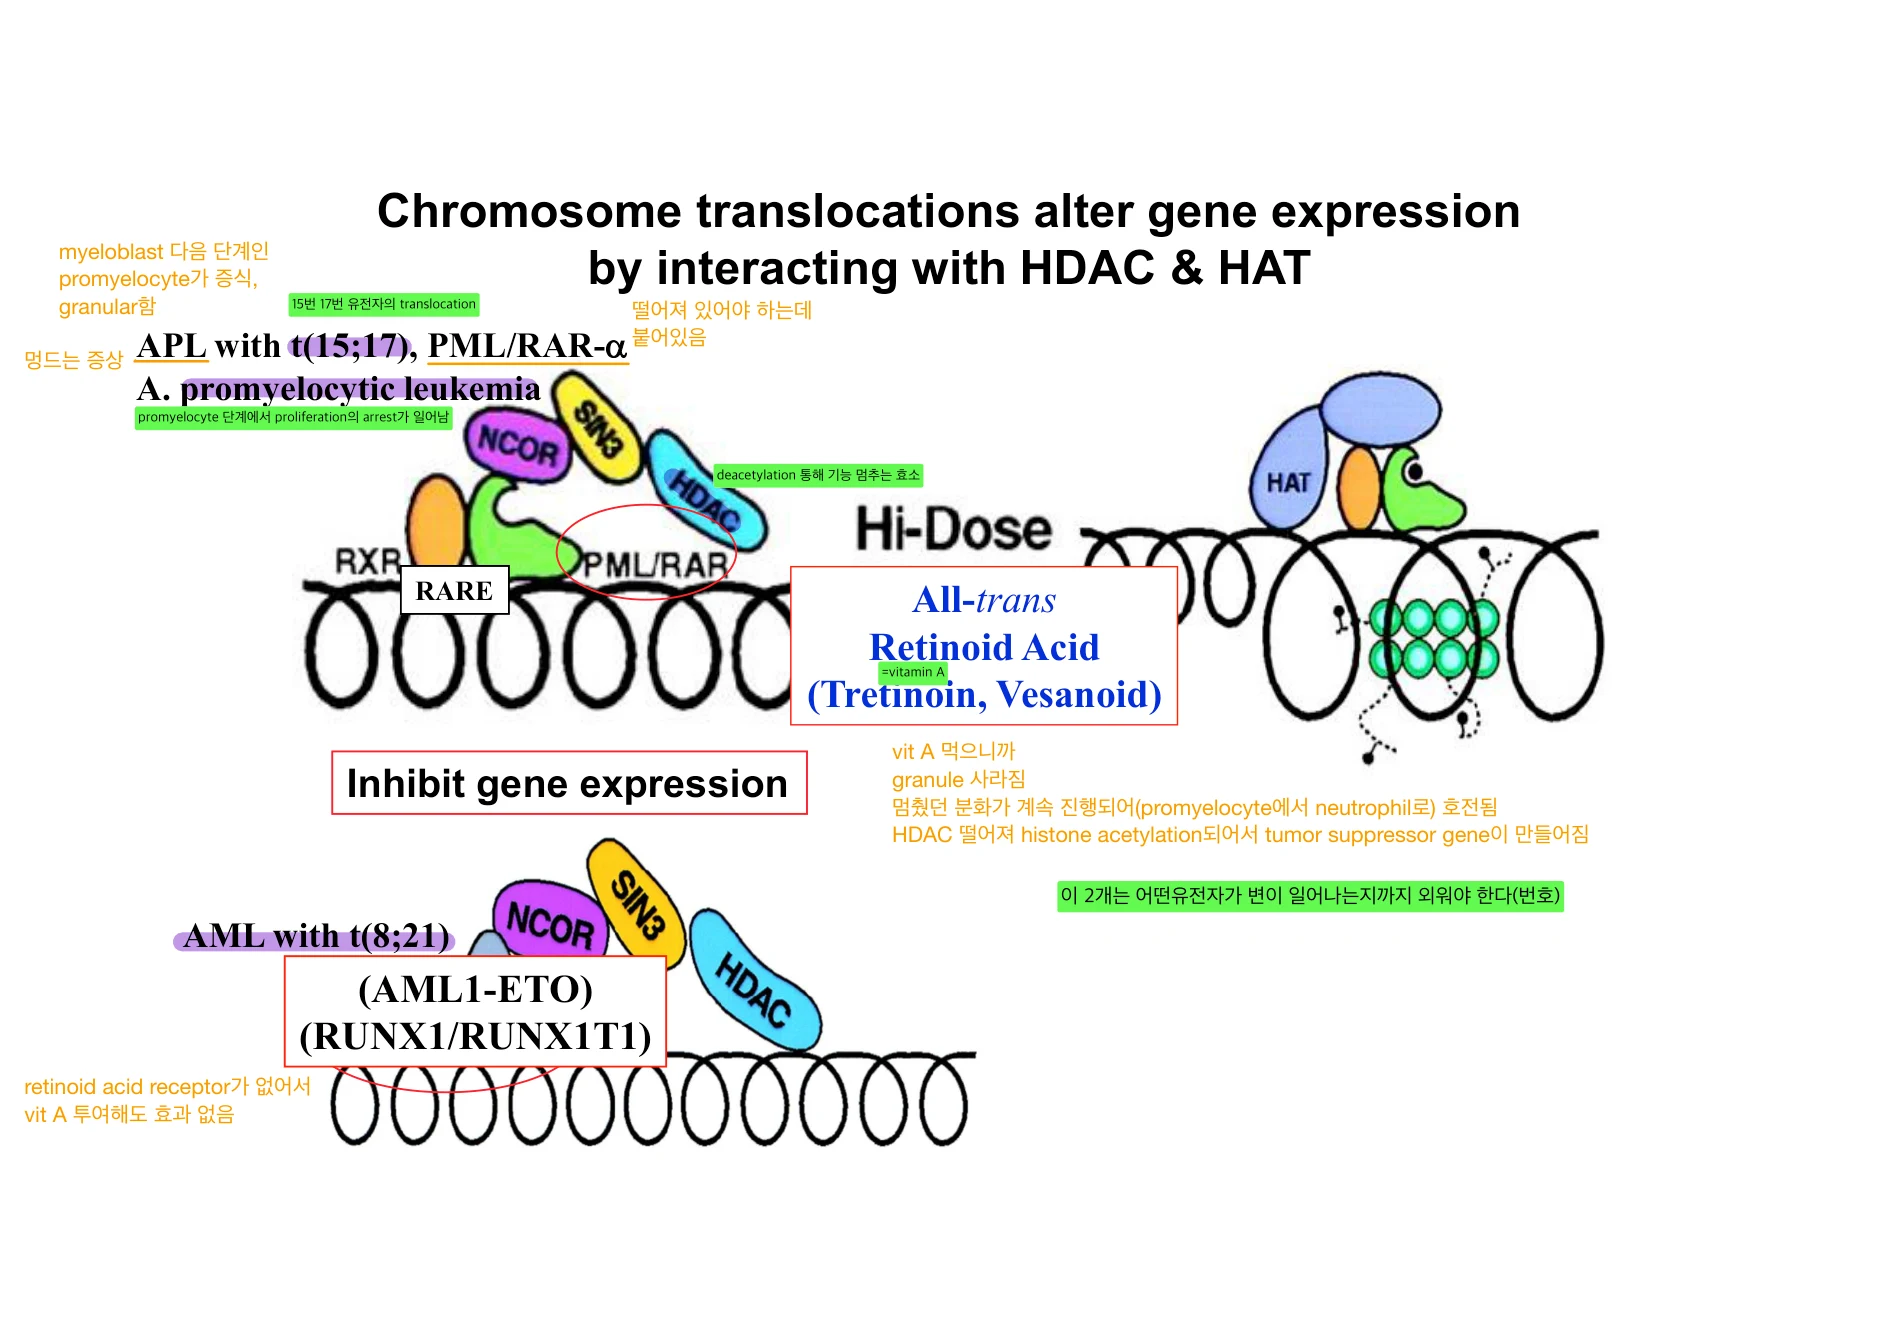 Chromosome translocations alter gene expression
by interacting with HDAC & HAT
myeloblast 다음 단계인
promyelocyte가 증식,
granular함
15번 17번 유전자의 translocation
떨어져 있어야 하는데
붙어있음
멍드는 증상
APL with t(15;17), PML/RAR-α
A. promyelocytic leukemia
promyelocyte 단계에서 proliferation의 arrest가 일어남
NCOR
SIN3
HDAC
deacetylation 통해 기능 멈추는 효소
RXR
PML/RAR
RARE
Hi-Dose
All-trans
Retinoid Acid
=vitamin A
(Tretinoin, Vesanoid)
HAT
Inhibit gene expression
vit A 먹으니까
granule 사라짐
멈췄던 분화가 계속 진행되어(promyelocyte에서 neutrophil로) 호전됨
HDAC 떨어져 histone acetylation되어서 tumor suppressor gene이 만들어짐
이 2개는 어떤유전자가 변이 일어나는지까지 외워야 한다(번호)
AML with t(8;21)
NCOR
SIN3
HDAC
(AML1-ETO)
(RUNX1/RUNX1T1)
retinoid acid receptor가 없어서
vit A 투여해도 효과 없음